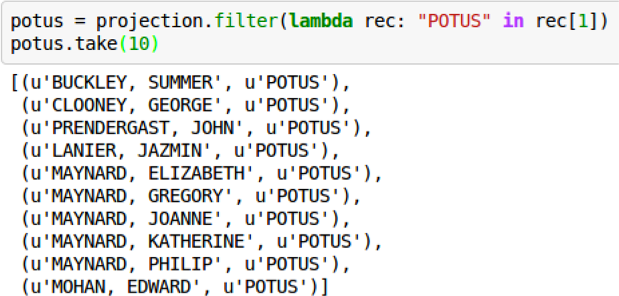 potus = projection.filter(lambda rec: "POTUS" in rec[1])
potus.take(10)
[(u'BUCKLEY, SUMMER', u'POTUS'),
(u'CLOONEY, GEORGE', u'POTUS'),
(u'PRENDERGAST, JOHN', u'POTUS'),
(u'LANIER, JAZMIN', u'POTUS'),
(u'MAYNARD, ELIZABETH', u'POTUS'),
(u'MAYNARD, GREGORY', u'POTUS'),
(u'MAYNARD, JOANNE', u'POTUS'),
(u'MAYNARD, KATHERINE', u'POTUS'),
(u'MAYNARD, PHILIP', u'POTUS'),
(u'MOHAN, EDWARD', u'POTUS')]